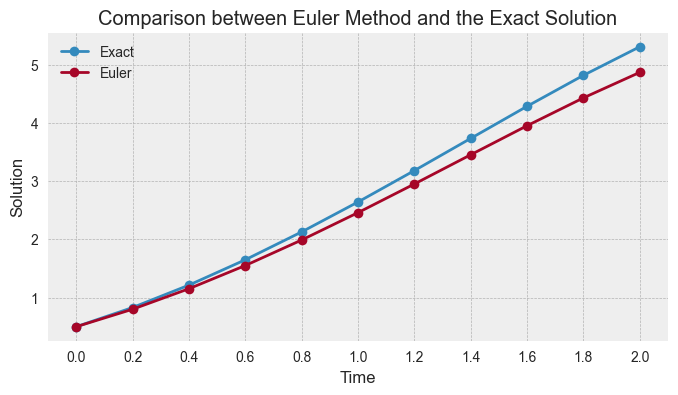 Comparison between Euler Method and the Exact Solution
Exact
Euler
5
4
3
2
1
Solution
0.0 0.2 0.4 0.6 0.8 1.0 1.2 1.4 1.6 1.8 2.0
Time